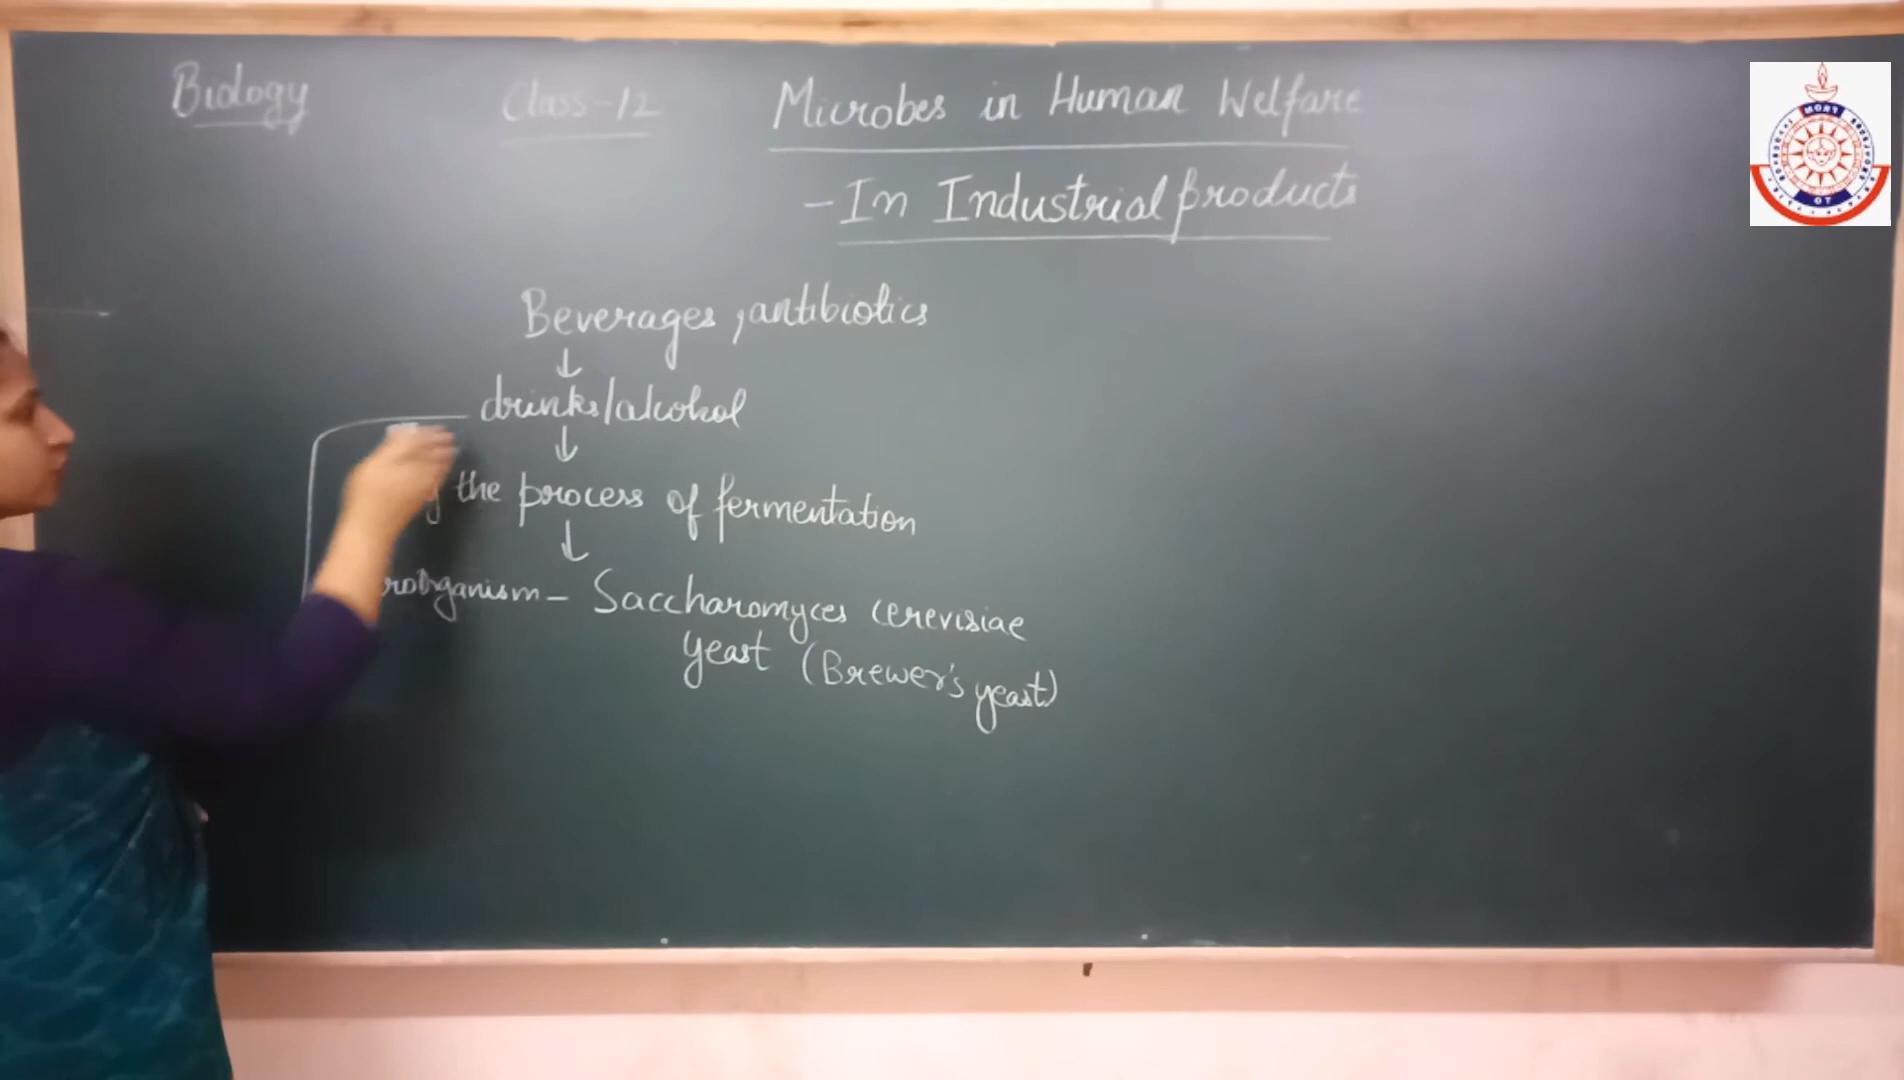 Biology Class-12 Microbes in Human Welfare
- In Industrial products
Beverages, antibiotics
↓
drinks/alcohol
↓
the process of fermentation
↓
Saccharomyces cerevisiae
yeast (Brewer's yeast)